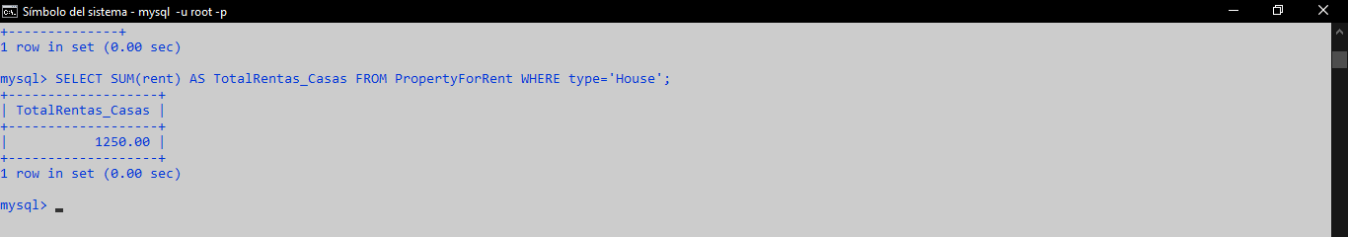 Símbolo del sistema - mysql  -u root -p
+--------------+
1 row in set (0.00 sec)
mysql> SELECT SUM(rent) AS TotalRentas_Casas FROM PropertyForRent WHERE type='House';
+-------------------+
| TotalRentas_Casas |
+-------------------+
|           1250.00 |
+-------------------+
1 row in set (0.00 sec)
mysql> _